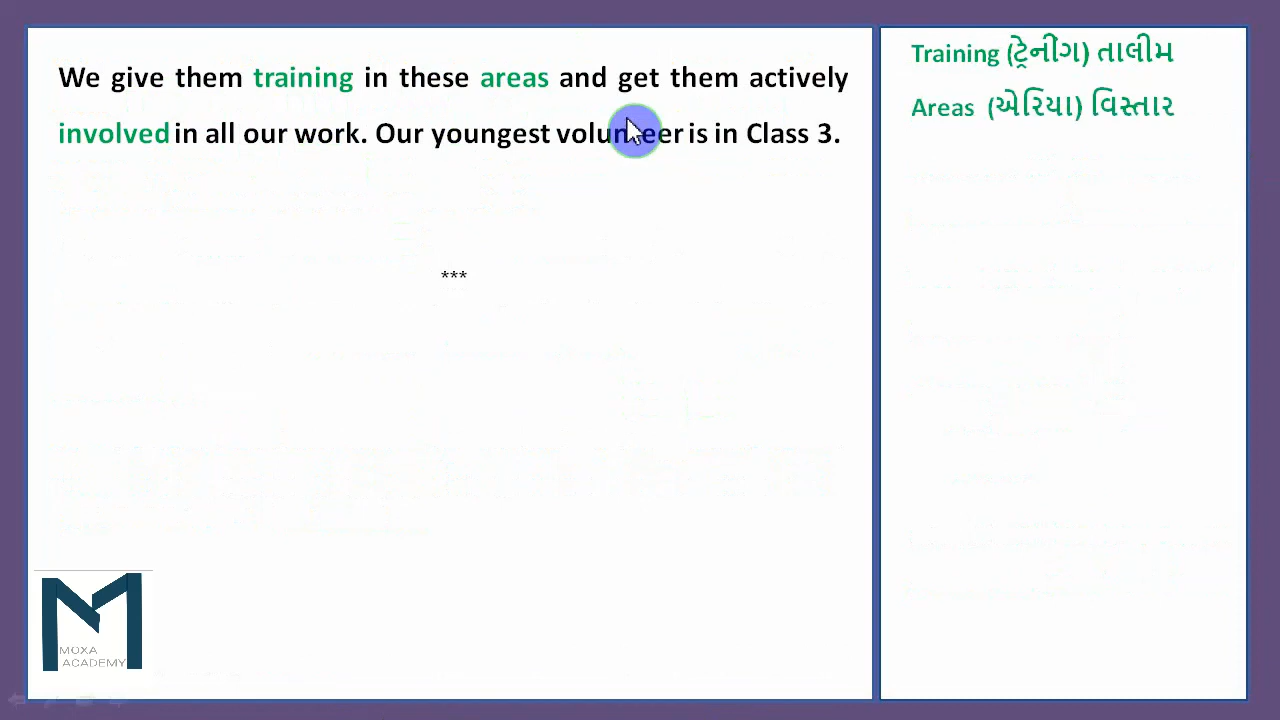 We give them training in these areas and get them actively
involved in all our work. Our youngest volunteer is in Class 3.
***
Training (ટ્રેનીંગ) તાલીમ
Areas (એરિયા) વિસ્તાર
MOXA
ACADEMY